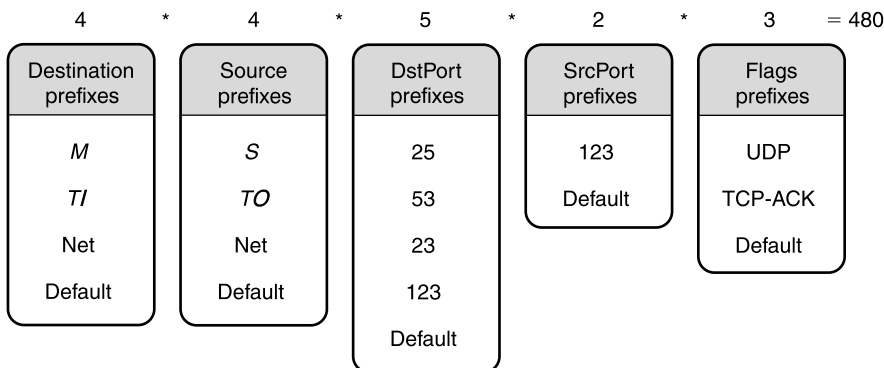 4 * 4 * 5 * 2 * 3 = 480
Destination prefixes
M
TI
Net
Default
Source prefixes
S
TO
Net
Default
DstPort prefixes
25
53
23
123
Default
SrcPort prefixes
123
Default
Flags prefixes
UDP
TCP-ACK
Default